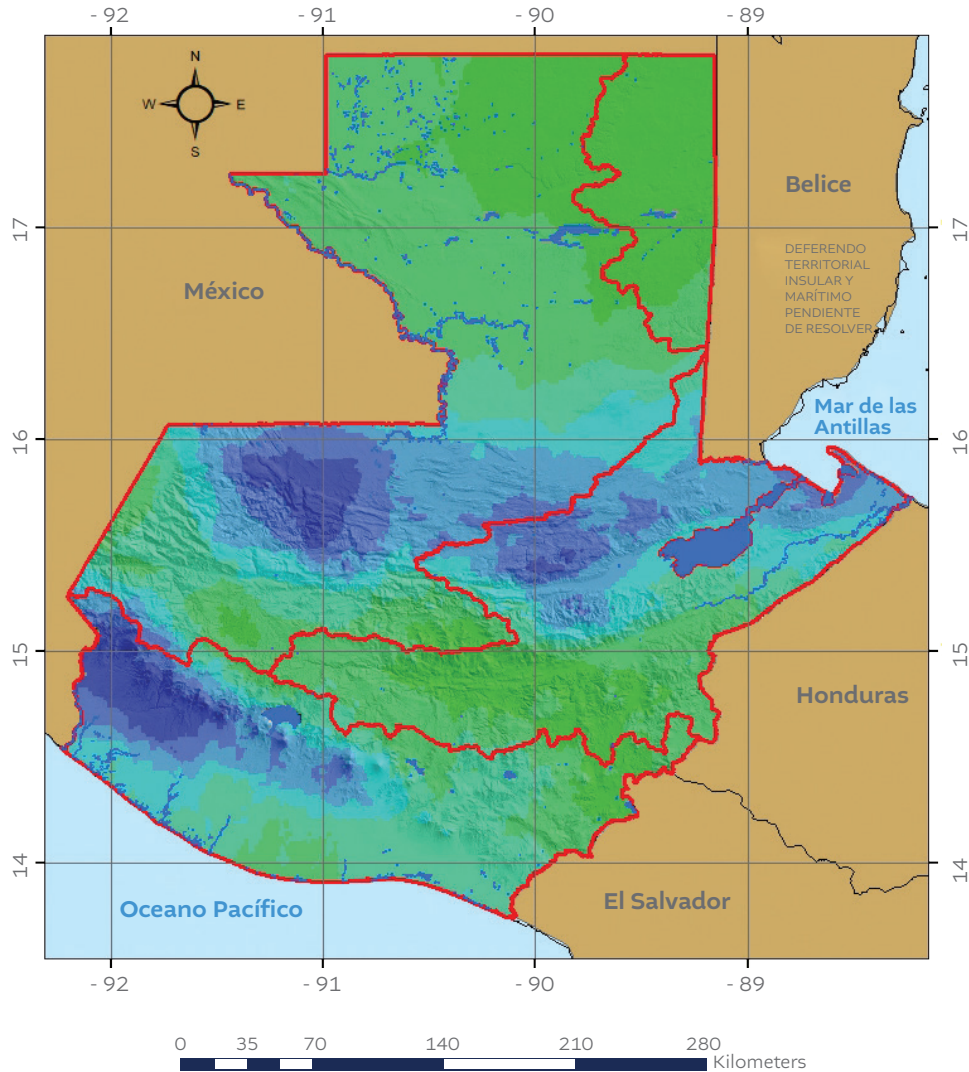 - 92
- 91
- 90
- 89
N
W
E
S
17
17
Belice
DEFERENDO
TERRITORIAL
INSULAR Y
MARÍTIMO
PENDIENTE
DE RESOLVER
México
Mar de las
Antillas
16
16
15
15
Honduras
14
14
El Salvador
Oceano Pacífico
- 92
- 91
- 90
- 89
0
35
70
140
210
280
Kilometers